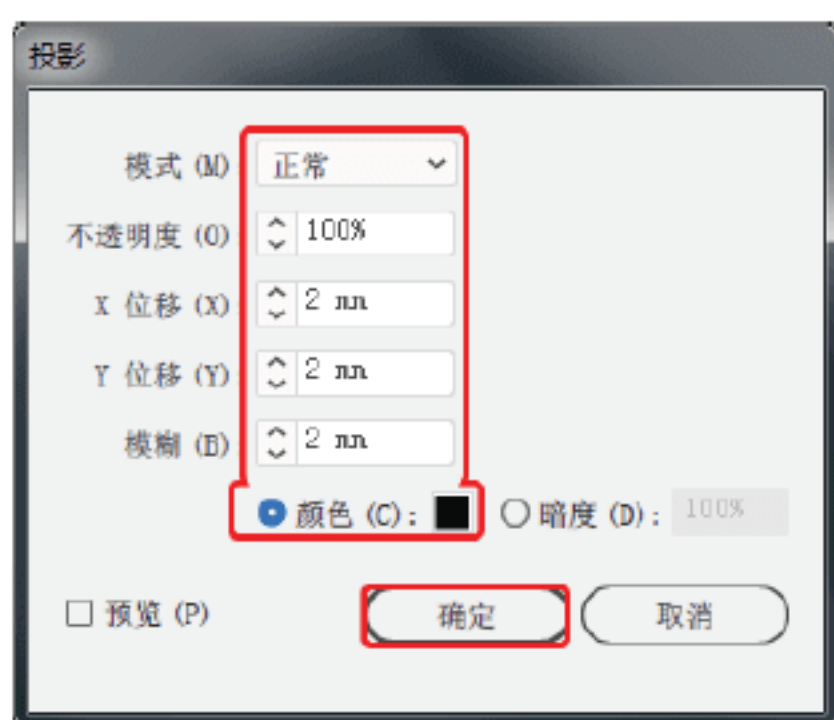 投影
模式 (M) 正常
不透明度 (O) 100%
X 位移 (X) 2 mm
Y 位移 (Y) 2 mm
模糊 (B) 2 mm
颜色 (C): 暗度 (D): 100%
预览 (P) 确定 取消